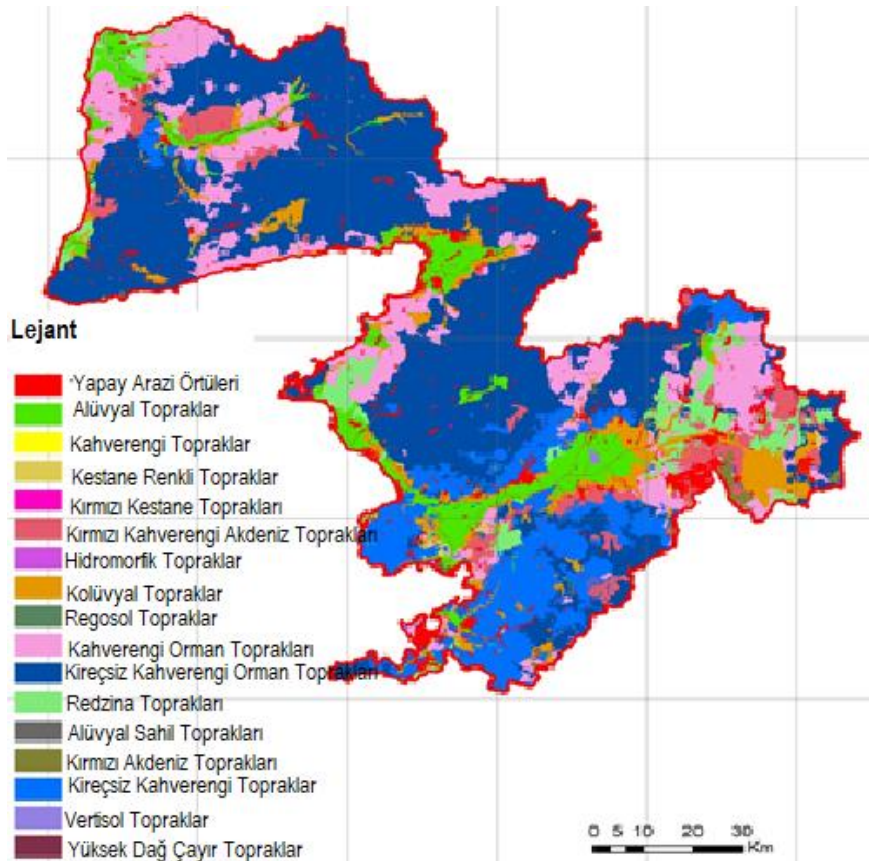 Lejant
Yapay Arazi Örtüleri
Alüvyal Topraklar
Kahverengi Topraklar
Kestane Renkli Topraklar
Kırmızı Kestane Toprakları
Kırmızı Kahverengi Akdeniz Toprakları
Hidromorfik Topraklar
Kolüvyal Topraklar
Regosol Topraklar
Kahverengi Orman Toprakları
Kireçsiz Kahverengi Orman Toprakları
Redzina Toprakları
Alüvyal Sahil Toprakları
Kırmızı Akdeniz Toprakları
Kireçsiz Kahverengi Topraklar
Vertisol Topraklar
Yüksek Dağ Çayır Topraklar
0 5 10 20 30
Km